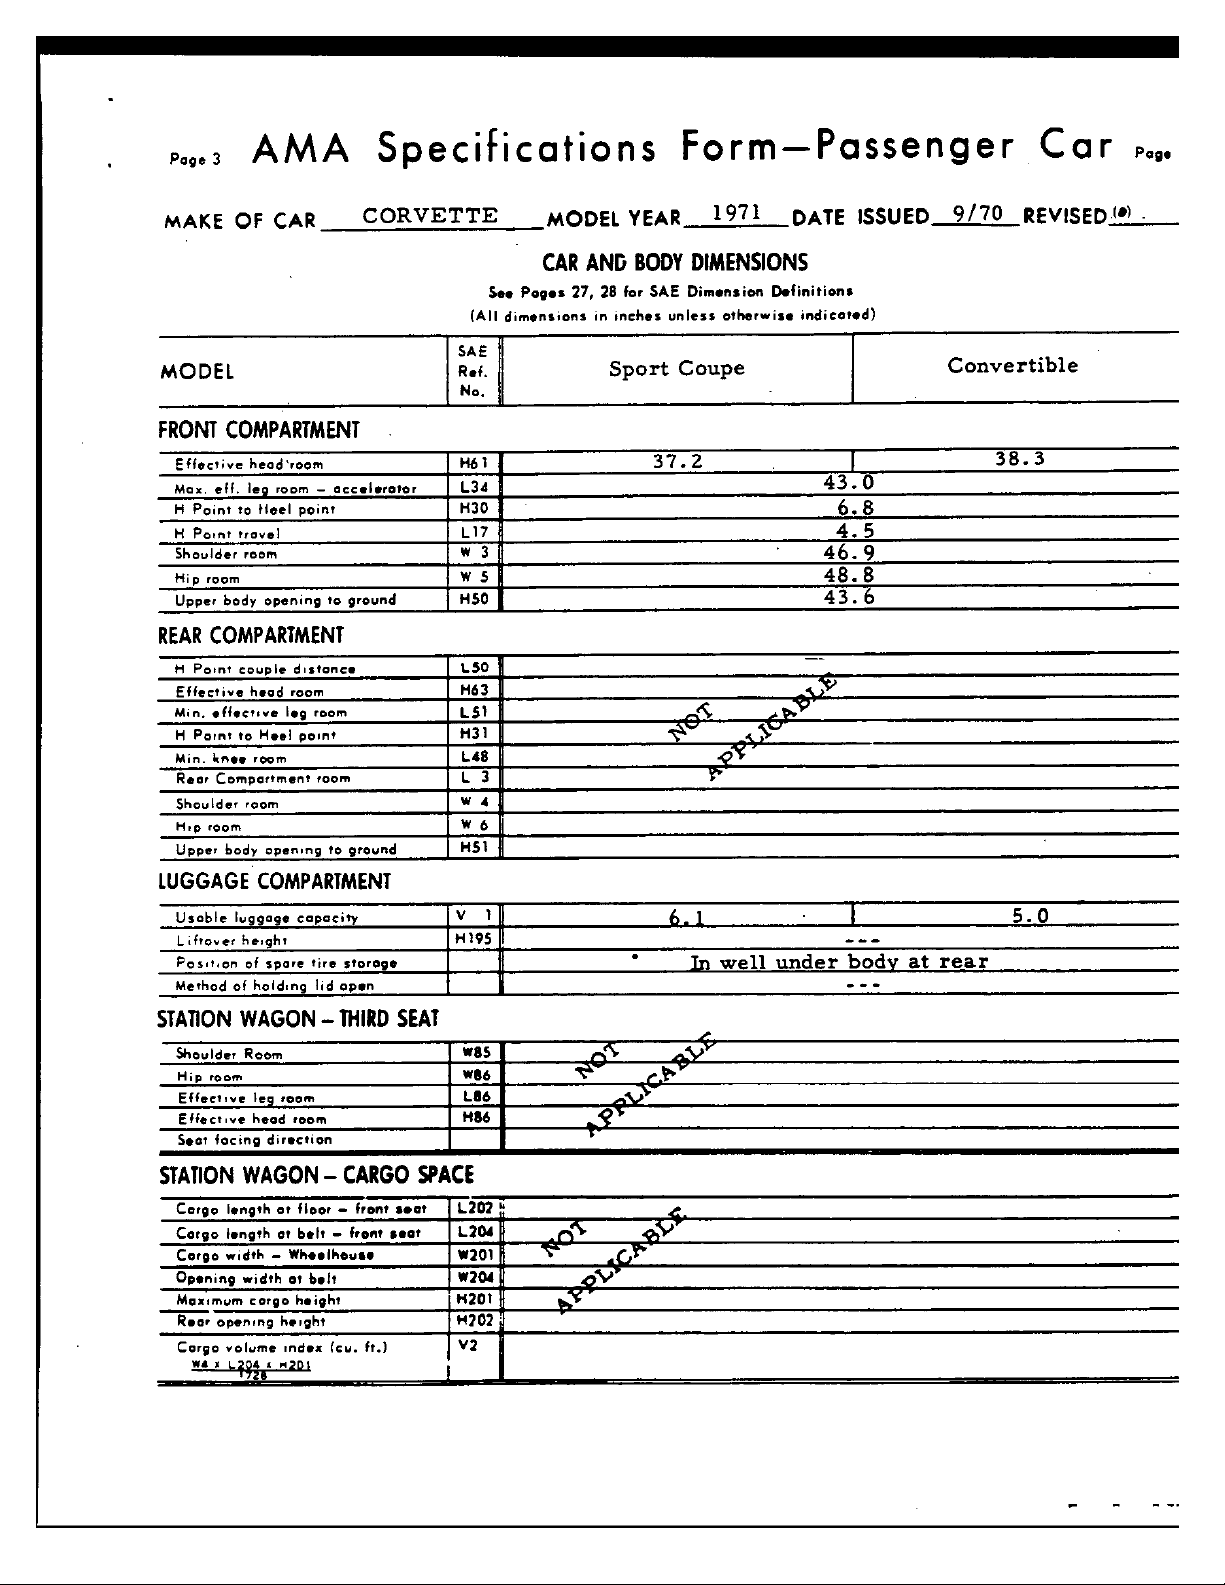 Page 3 AMA Specifications Form—Passenger Car Page
MAKE OF CAR CORVETTE MODEL YEAR 1971 DATE ISSUED 9/70 REVISED (•)
CAR AND BODY DIMENSIONS
See Pages 27, 28 for SAE Dimension Definitions
(All dimensions in inches unless otherwise indicated)
MODEL SAE Ref. No. Sport Coupe Convertible
FRONT COMPARTMENT
Effective head room H61 37.2 38.3
Max. eff. leg room – accelerator L34 43.0
H Point to Heel point H30 6.8
H Point travel L17 4.5
Shoulder room W 3 46.9
Hip room W 5 48.8
Upper body opening to ground H50 43.6
REAR COMPARTMENT
H Point couple distance L50
Effective head room H63
Min. effective leg room L51
H Point to Heel point H31
Min. knee room L48
Rear Compartment room L 3
Shoulder room W 4
Hip room W 6
Upper body opening to ground H51
NOT
APPLICABLE
LUGGAGE COMPARTMENT
Usable luggage capacity V 1 6.1 5.0
Liftover height H195 ---
Position of spare tire storage In well under body at rear
Method of holding lid open ---
STATION WAGON – THIRD SEAT
Shoulder Room W85
Hip room W86
Effective leg room L86
Effective head room H86
Seat facing direction
NOT
APPLICABLE
STATION WAGON – CARGO SPACE
Cargo length at floor – front seat L202
Cargo length at belt – front seat L204
Cargo width – Wheelhouse W201
Opening width at belt W204
Maximum cargo height H201
Rear opening height H202
Cargo volume index (cu. ft.) V2
W4 x L204 x H201
1728
NOT
APPLICABLE